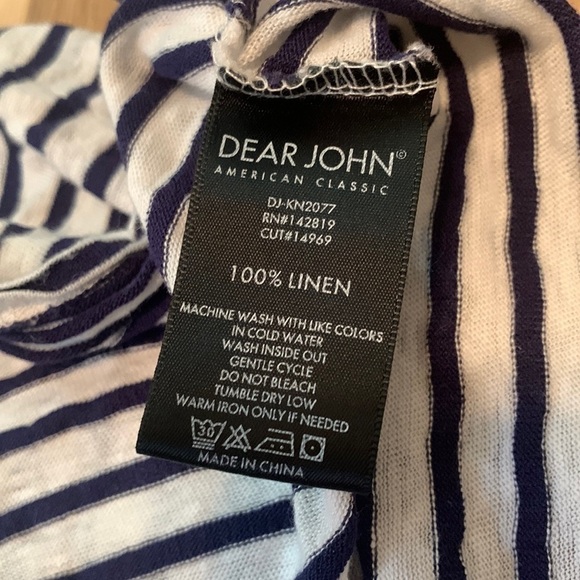 DEAR JOHN©
AMERICAN CLASSIC
DJ-KN2077
RN#142819
CUT#14969
100% LINEN
MACHINE WASH WITH LIKE COLORS
IN COLD WATER
WASH INSIDE OUT
GENTLE CYCLE
DO NOT BLEACH
TUMBLE DRY LOW
WARM IRON ONLY IF NEEDED
30
MADE IN CHINA